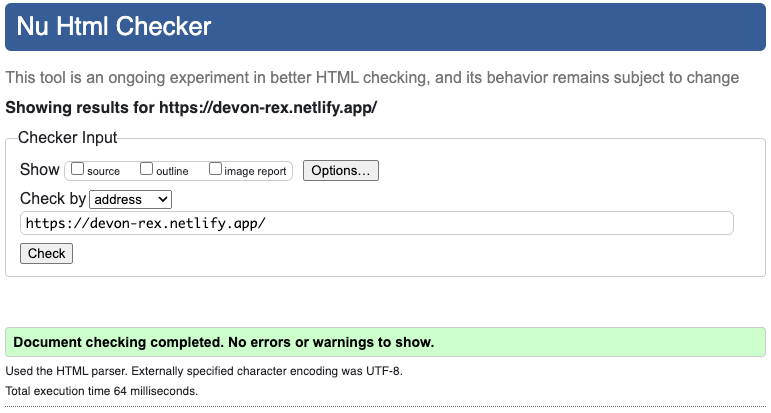 Nu Html Checker
This tool is an ongoing experiment in better HTML checking, and its behavior remains subject to change
Showing results for https://devon-rex.netlify.app/
Checker Input
Show source outline image report Options...
Check by address
https://devon-rex.netlify.app/
Check
Document checking completed. No errors or warnings to show.
Used the HTML parser. Externally specified character encoding was UTF-8.
Total execution time 64 milliseconds.